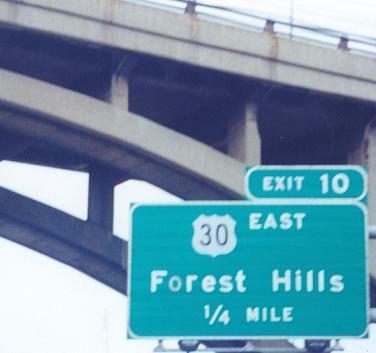 EXIT 10
30 EAST
Forest Hills
1/4 MILE